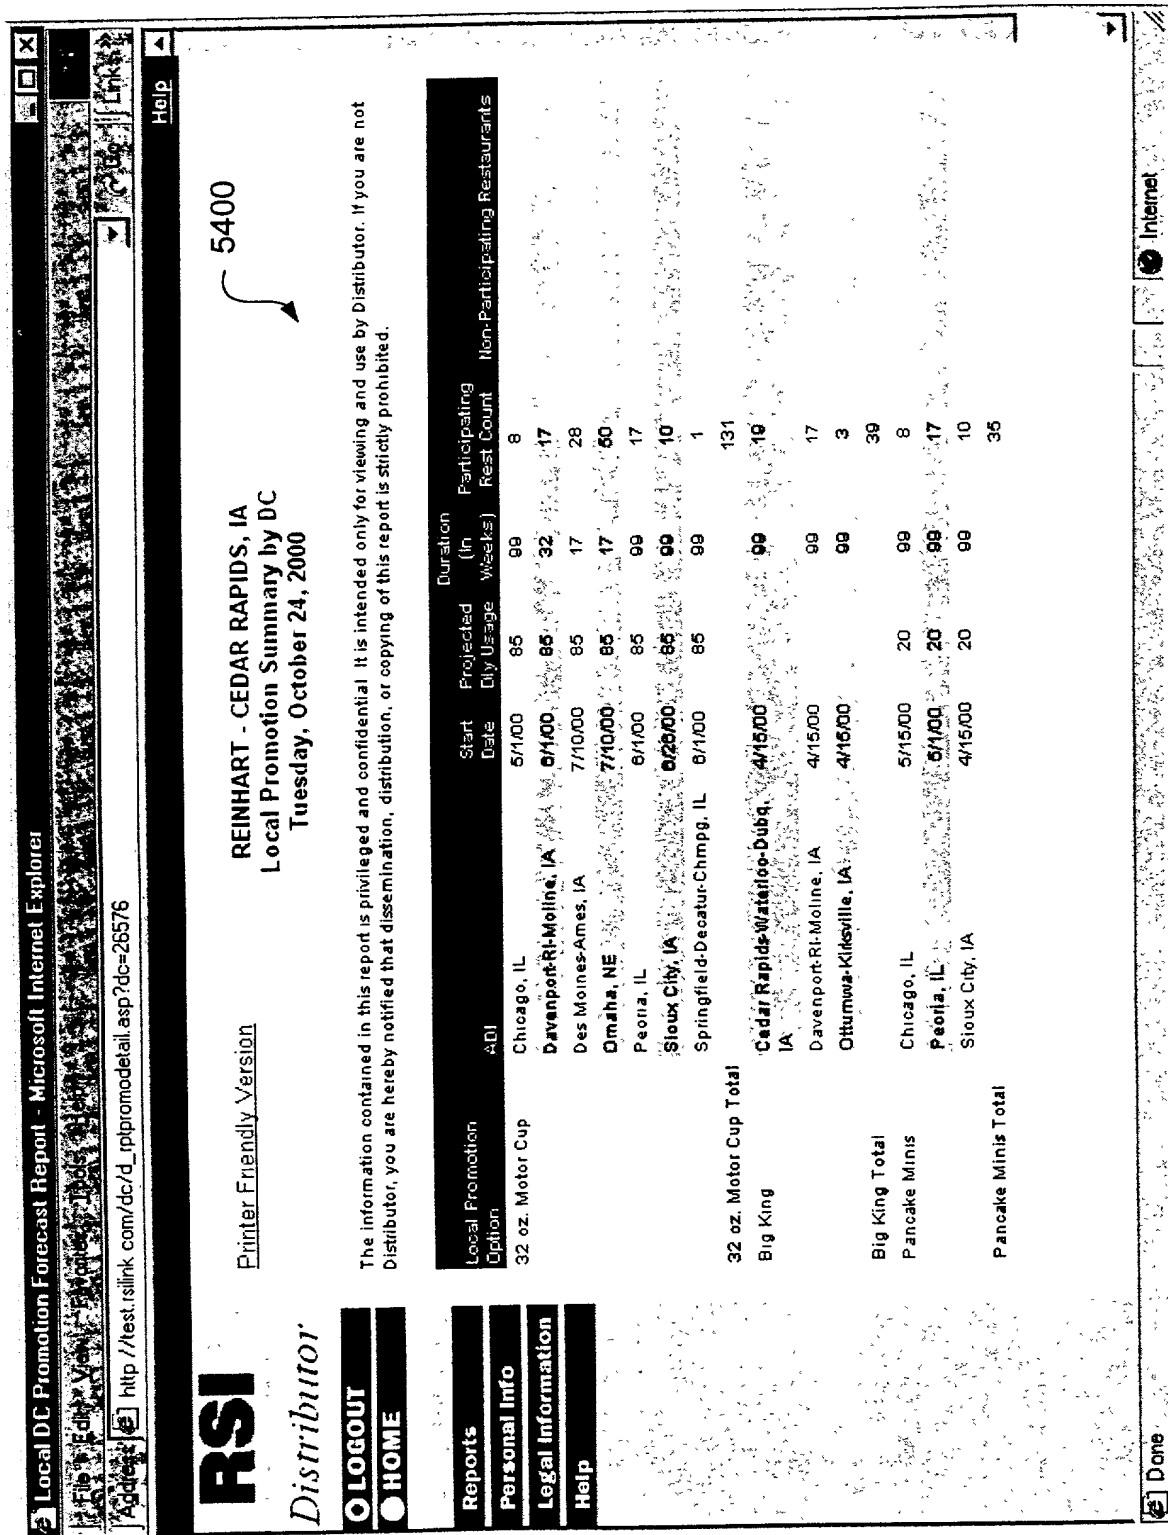 Local DC Promotion Forecast Report - Microsoft Internet Explorer
File Edit View Favorites Tools Help
Address http://test.rsilink.com/dc/d_rptpromodetail.asp?dc=26576 Go Links »
Help
RSI
Distributor
LOGOUT
HOME
Reports
Personal Info
Legal Information
Help
Printer Friendly Version
REINHART - CEDAR RAPIDS, IA
Local Promotion Summary by DC
Tuesday, October 24, 2000
5400
The information contained in this report is privileged and confidential It is intended only for viewing and use by Distributor. If you are not
Distributor, you are hereby notified that dissemination, distribution, or copying of this report is strictly prohibited.
Local Promotion Option ADI Start Date Projected Dly Usage Duration (In Weeks) Participating Rest Count Non-Participating Restaurants
32 oz. Motor Cup Chicago, IL 5/1/00 85 99 8
Davenport-RI-Moline, IA 6/1/00 85 32 17
Des Moines-Ames, IA 7/10/00 85 17 28
Omaha, NE 7/10/00 85 17 50
Peoria, IL 6/1/00 85 99 17
Sioux City, IA 6/26/00 85 99 10
Springfield-Decatur-Chmpg, IL 6/1/00 85 99 1
32 oz. Motor Cup Total 131
Big King Cedar Rapids-Waterloo-Dubq, IA 4/15/00 99 19
Davenport-RI-Moline, IA 4/15/00 99 17
Ottumwa-Kirksville, IA 4/15/00 99 3
Big King Total 39
Pancake Minis Chicago, IL 5/15/00 20 99 8
Peoria, IL 5/1/00 20 99 17
Sioux City, IA 4/15/00 20 99 10
Pancake Minis Total 35
Done Internet